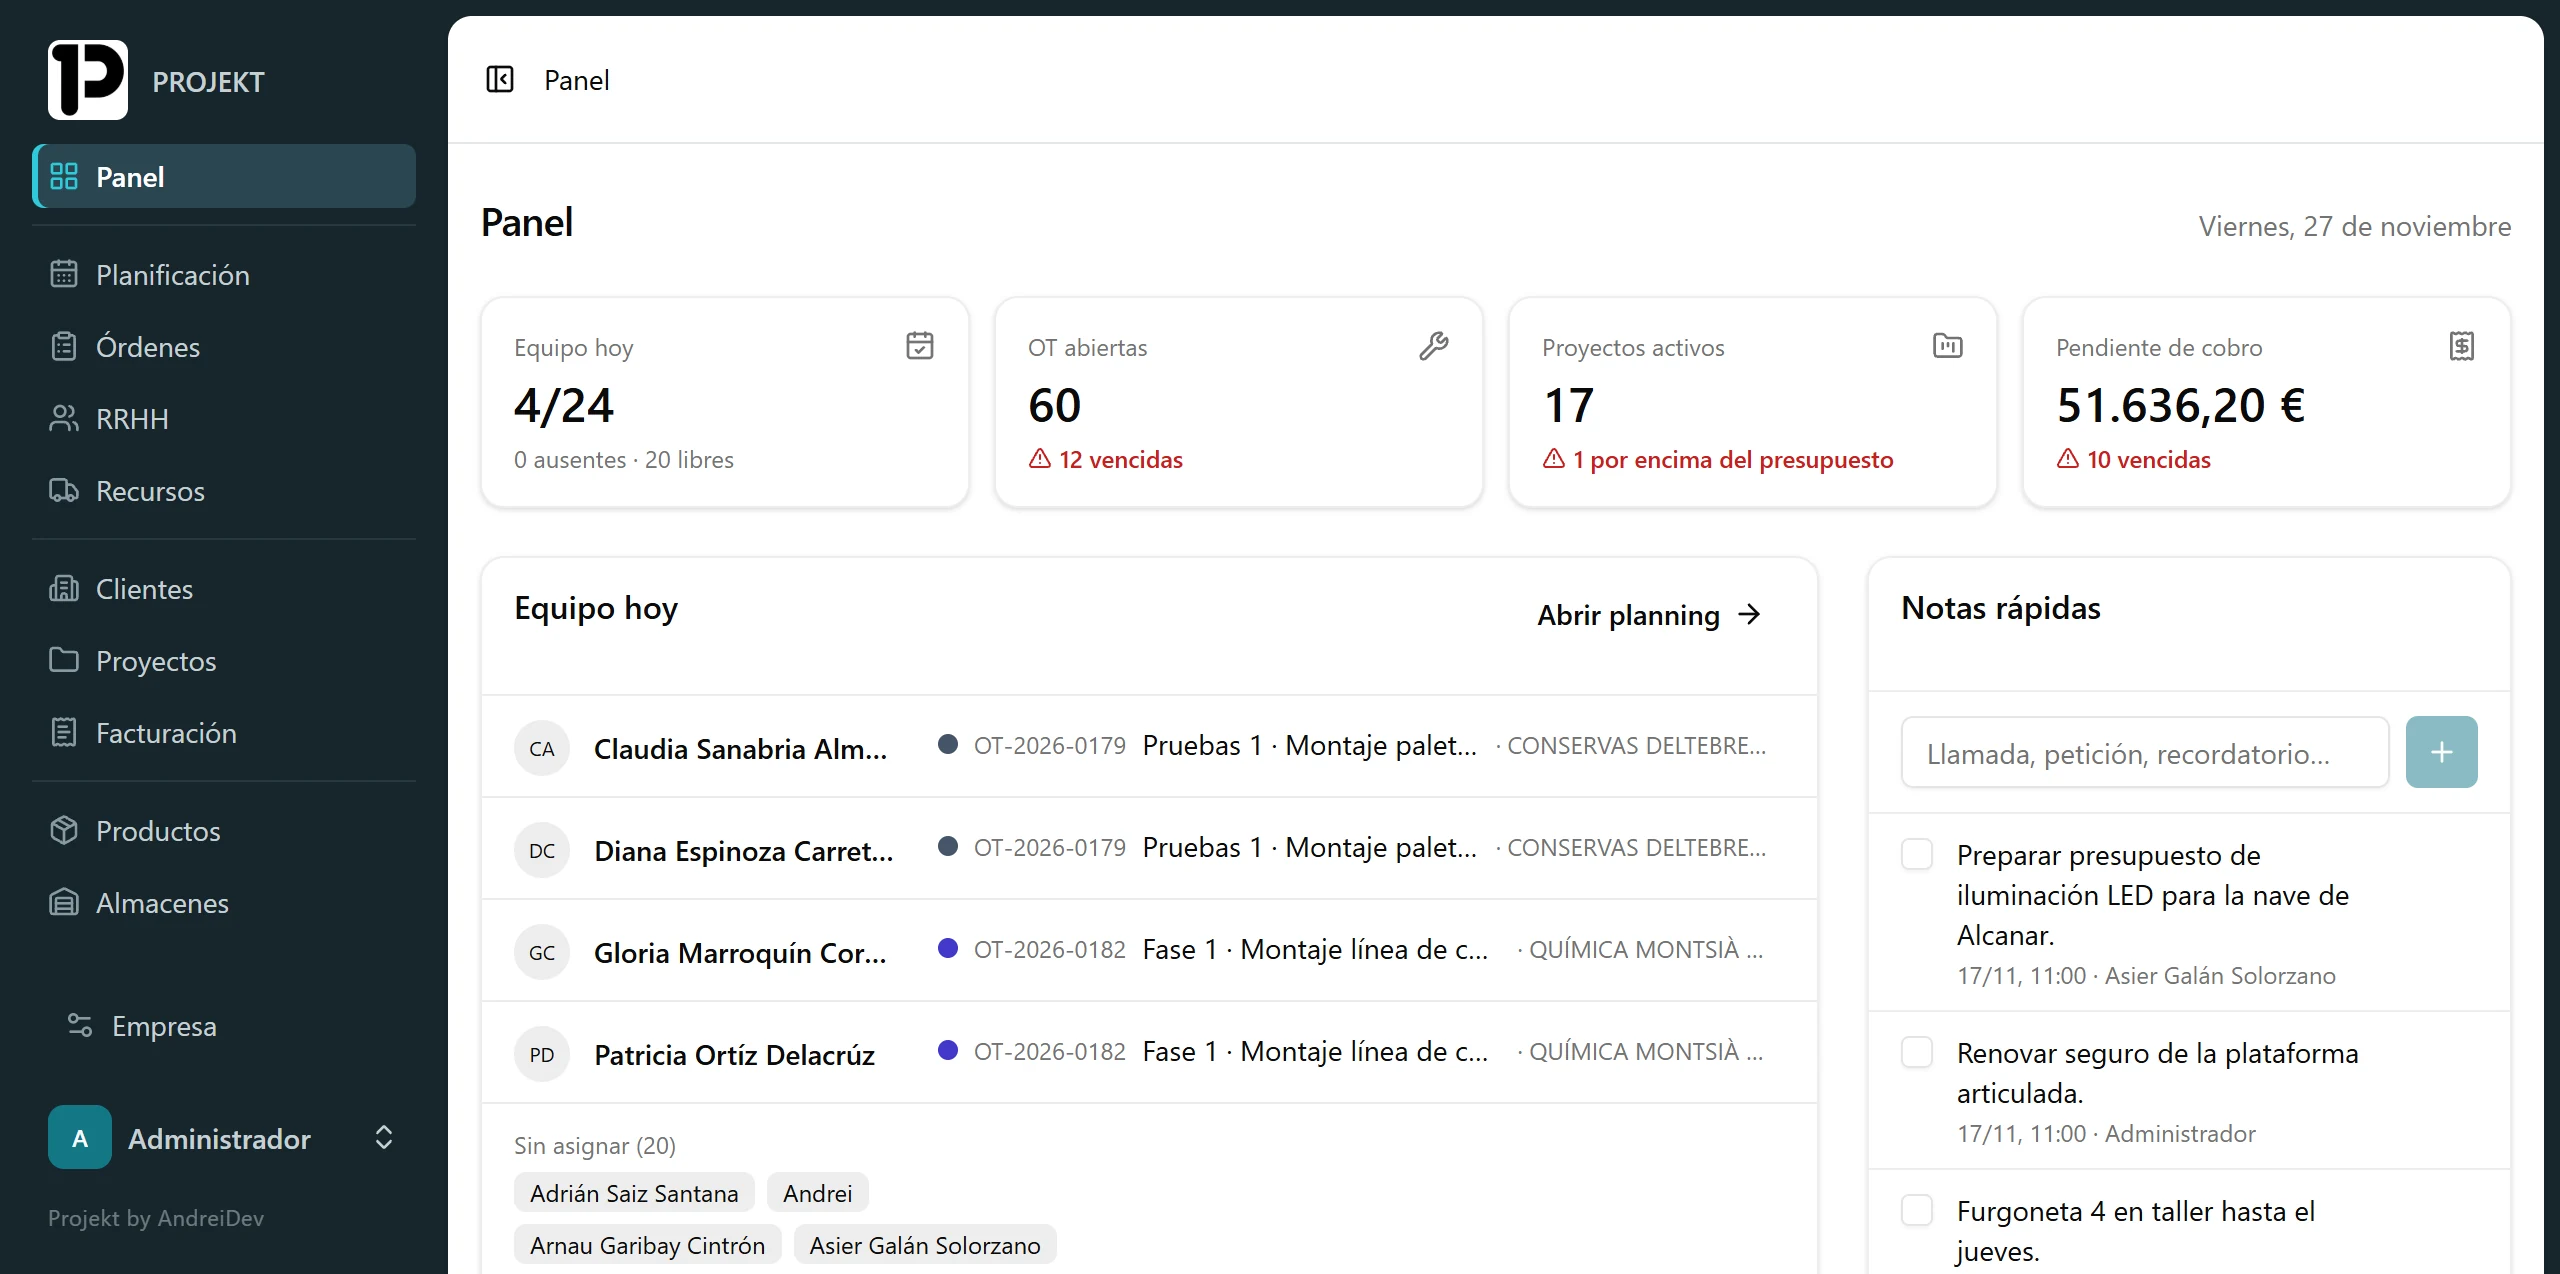 PROJEKT
Panel
Planificación
Órdenes
RRHH
Recursos
Clientes
Proyectos
Facturación
Productos
Almacenes
Empresa
A Administrador
Projekt by AndreiDev
Panel
Panel
Viernes, 27 de noviembre
Equipo hoy
4/24
0 ausentes · 20 libres
OT abiertas
60
12 vencidas
Proyectos activos
17
1 por encima del presupuesto
Pendiente de cobro
51.636,20 €
10 vencidas
Equipo hoy
Abrir planning
CA Claudia Sanabria Alm... OT-2026-0179 Pruebas 1 · Montaje palet... · CONSERVAS DELTEBRE...
DC Diana Espinoza Carret... OT-2026-0179 Pruebas 1 · Montaje palet... · CONSERVAS DELTEBRE...
GC Gloria Marroquín Cor... OT-2026-0182 Fase 1 · Montaje línea de c... · QUÍMICA MONTSIÀ ...
PD Patricia Ortíz Delacrúz OT-2026-0182 Fase 1 · Montaje línea de c... · QUÍMICA MONTSIÀ ...
Sin asignar (20)
Adrián Saiz Santana Andrei
Arnau Garibay Cintrón Asier Galán Solorzano
Notas rápidas
Llamada, petición, recordatorio...
Preparar presupuesto de
iluminación LED para la nave de
Alcanar.
17/11, 11:00 · Asier Galán Solorzano
Renovar seguro de la plataforma
articulada.
17/11, 11:00 · Administrador
Furgoneta 4 en taller hasta el
jueves.